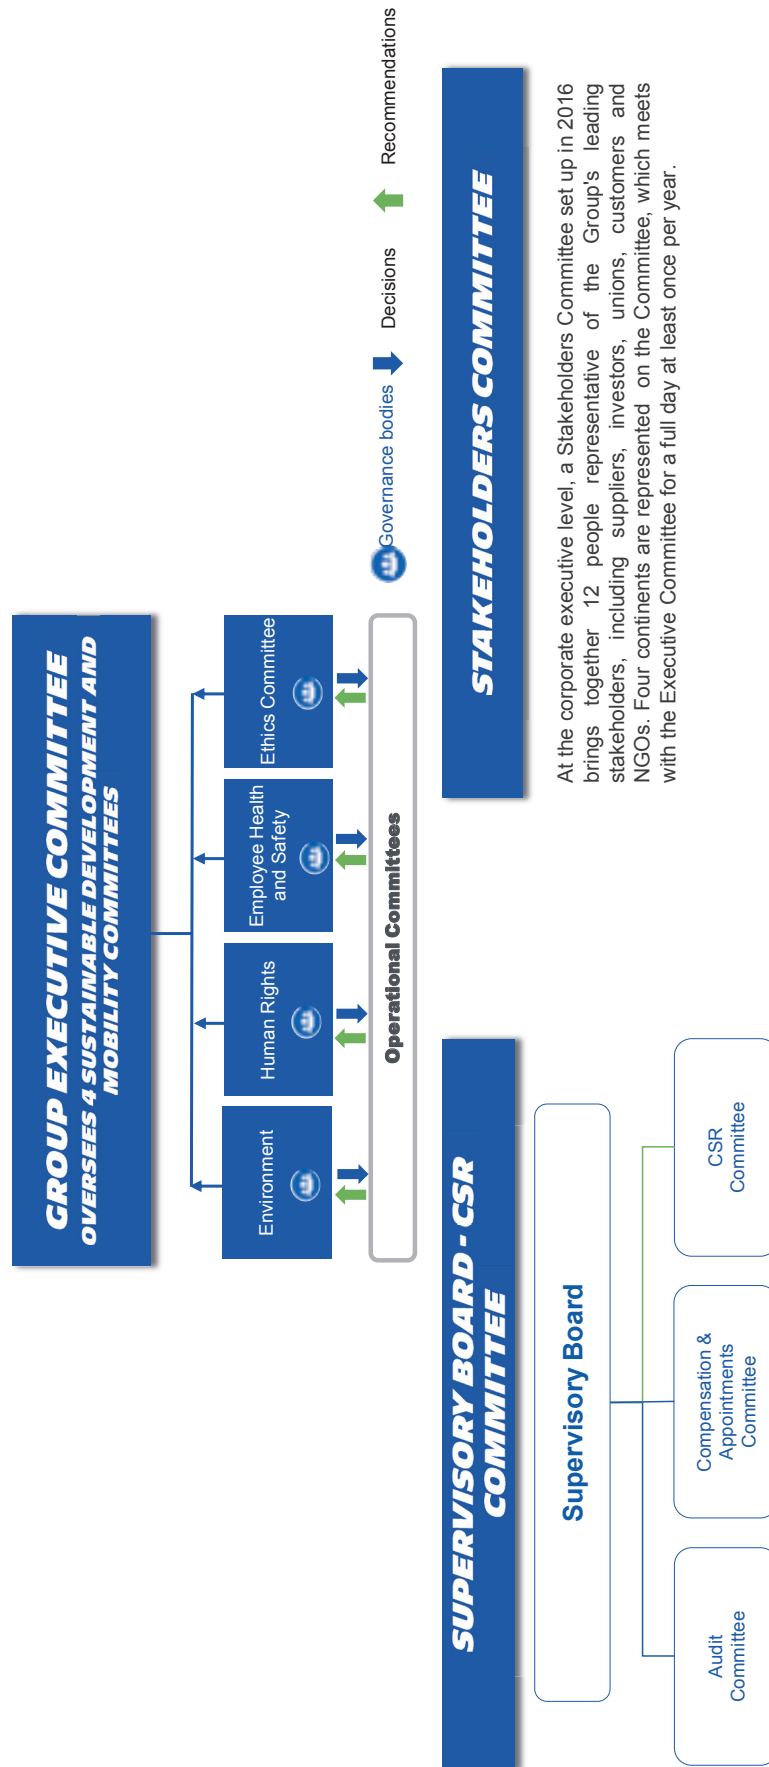 GROUP EXECUTIVE COMMITTEE
OVERSEES 4 SUSTAINABLE DEVELOPMENT AND
MOBILITY COMMITTEES
Environment
Human Rights
Employee Health
and Safety
Ethics Committee
Operational Committees
Governance bodies
Decisions
Recommendations
SUPERVISORY BOARD - CSR
COMMITTEE
Supervisory Board
Audit
Committee
Compensation &
Appointments
Committee
CSR
Committee
STAKEHOLDERS COMMITTEE
At the corporate executive level, a Stakeholders Committee set up in 2016
brings together 12 people representative of the Group's leading
stakeholders, including suppliers, investors, unions, customers and
NGOs. Four continents are represented on the Committee, which meets
with the Executive Committee for a full day at least once per year.